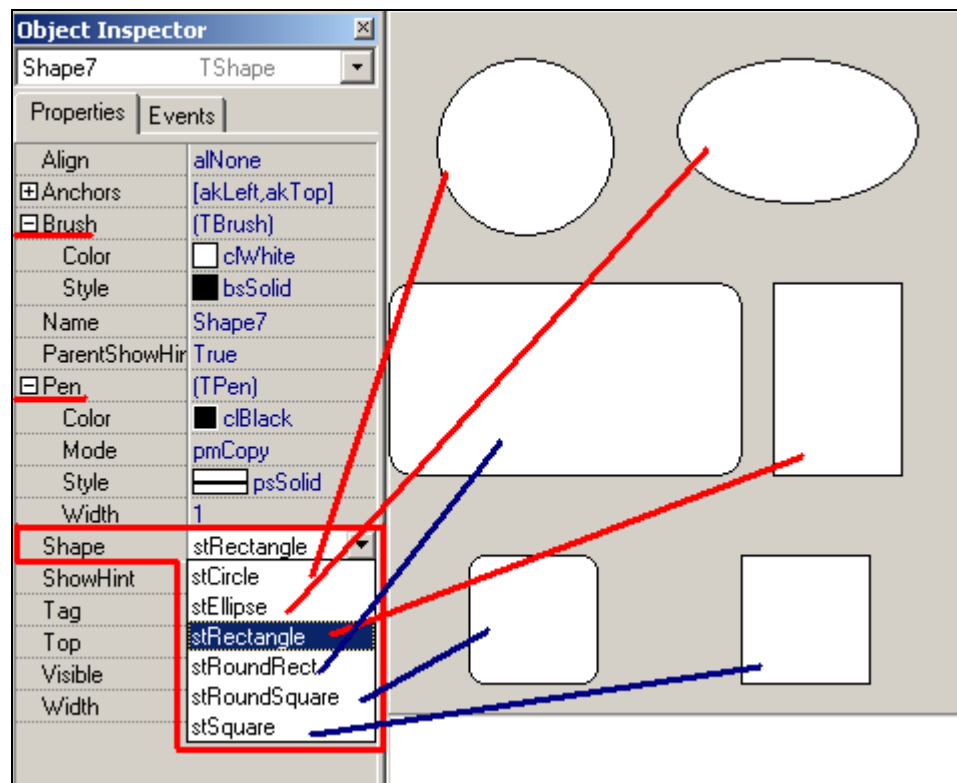 Object Inspector
Shape7 TShape
Properties Events
Align alNone
Anchors [akLeft,akTop]
Brush (TBrush)
Color clWhite
Style bsSolid
Name Shape7
ParentShowHin True
Pen (TPen)
Color clBlack
Mode pmCopy
Style psSolid
Width 1
Shape stRectangle
ShowHint stCircle
stEllipse
Tag stRectangle
Top stRoundRect
Visible stRoundSquare
Width stSquare